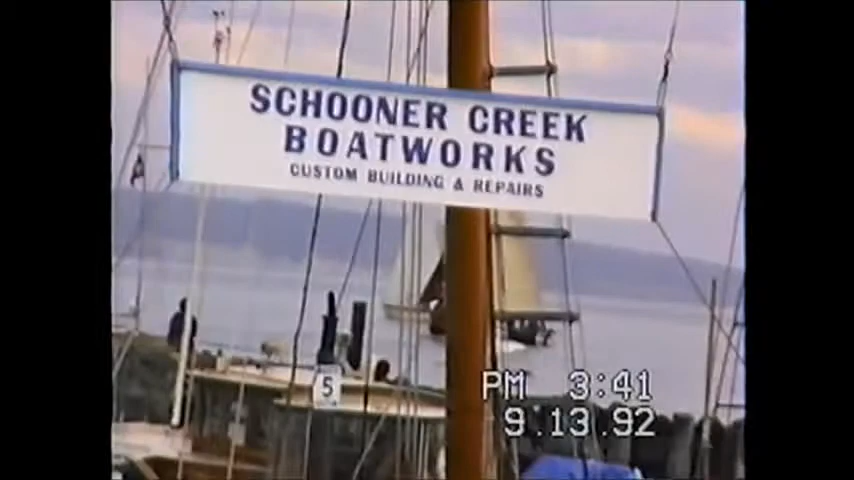 SCHOONER CREEK
BOATWORKS
CUSTOM BUILDING & REPAIRS
5
PM 3:41
9.13.92